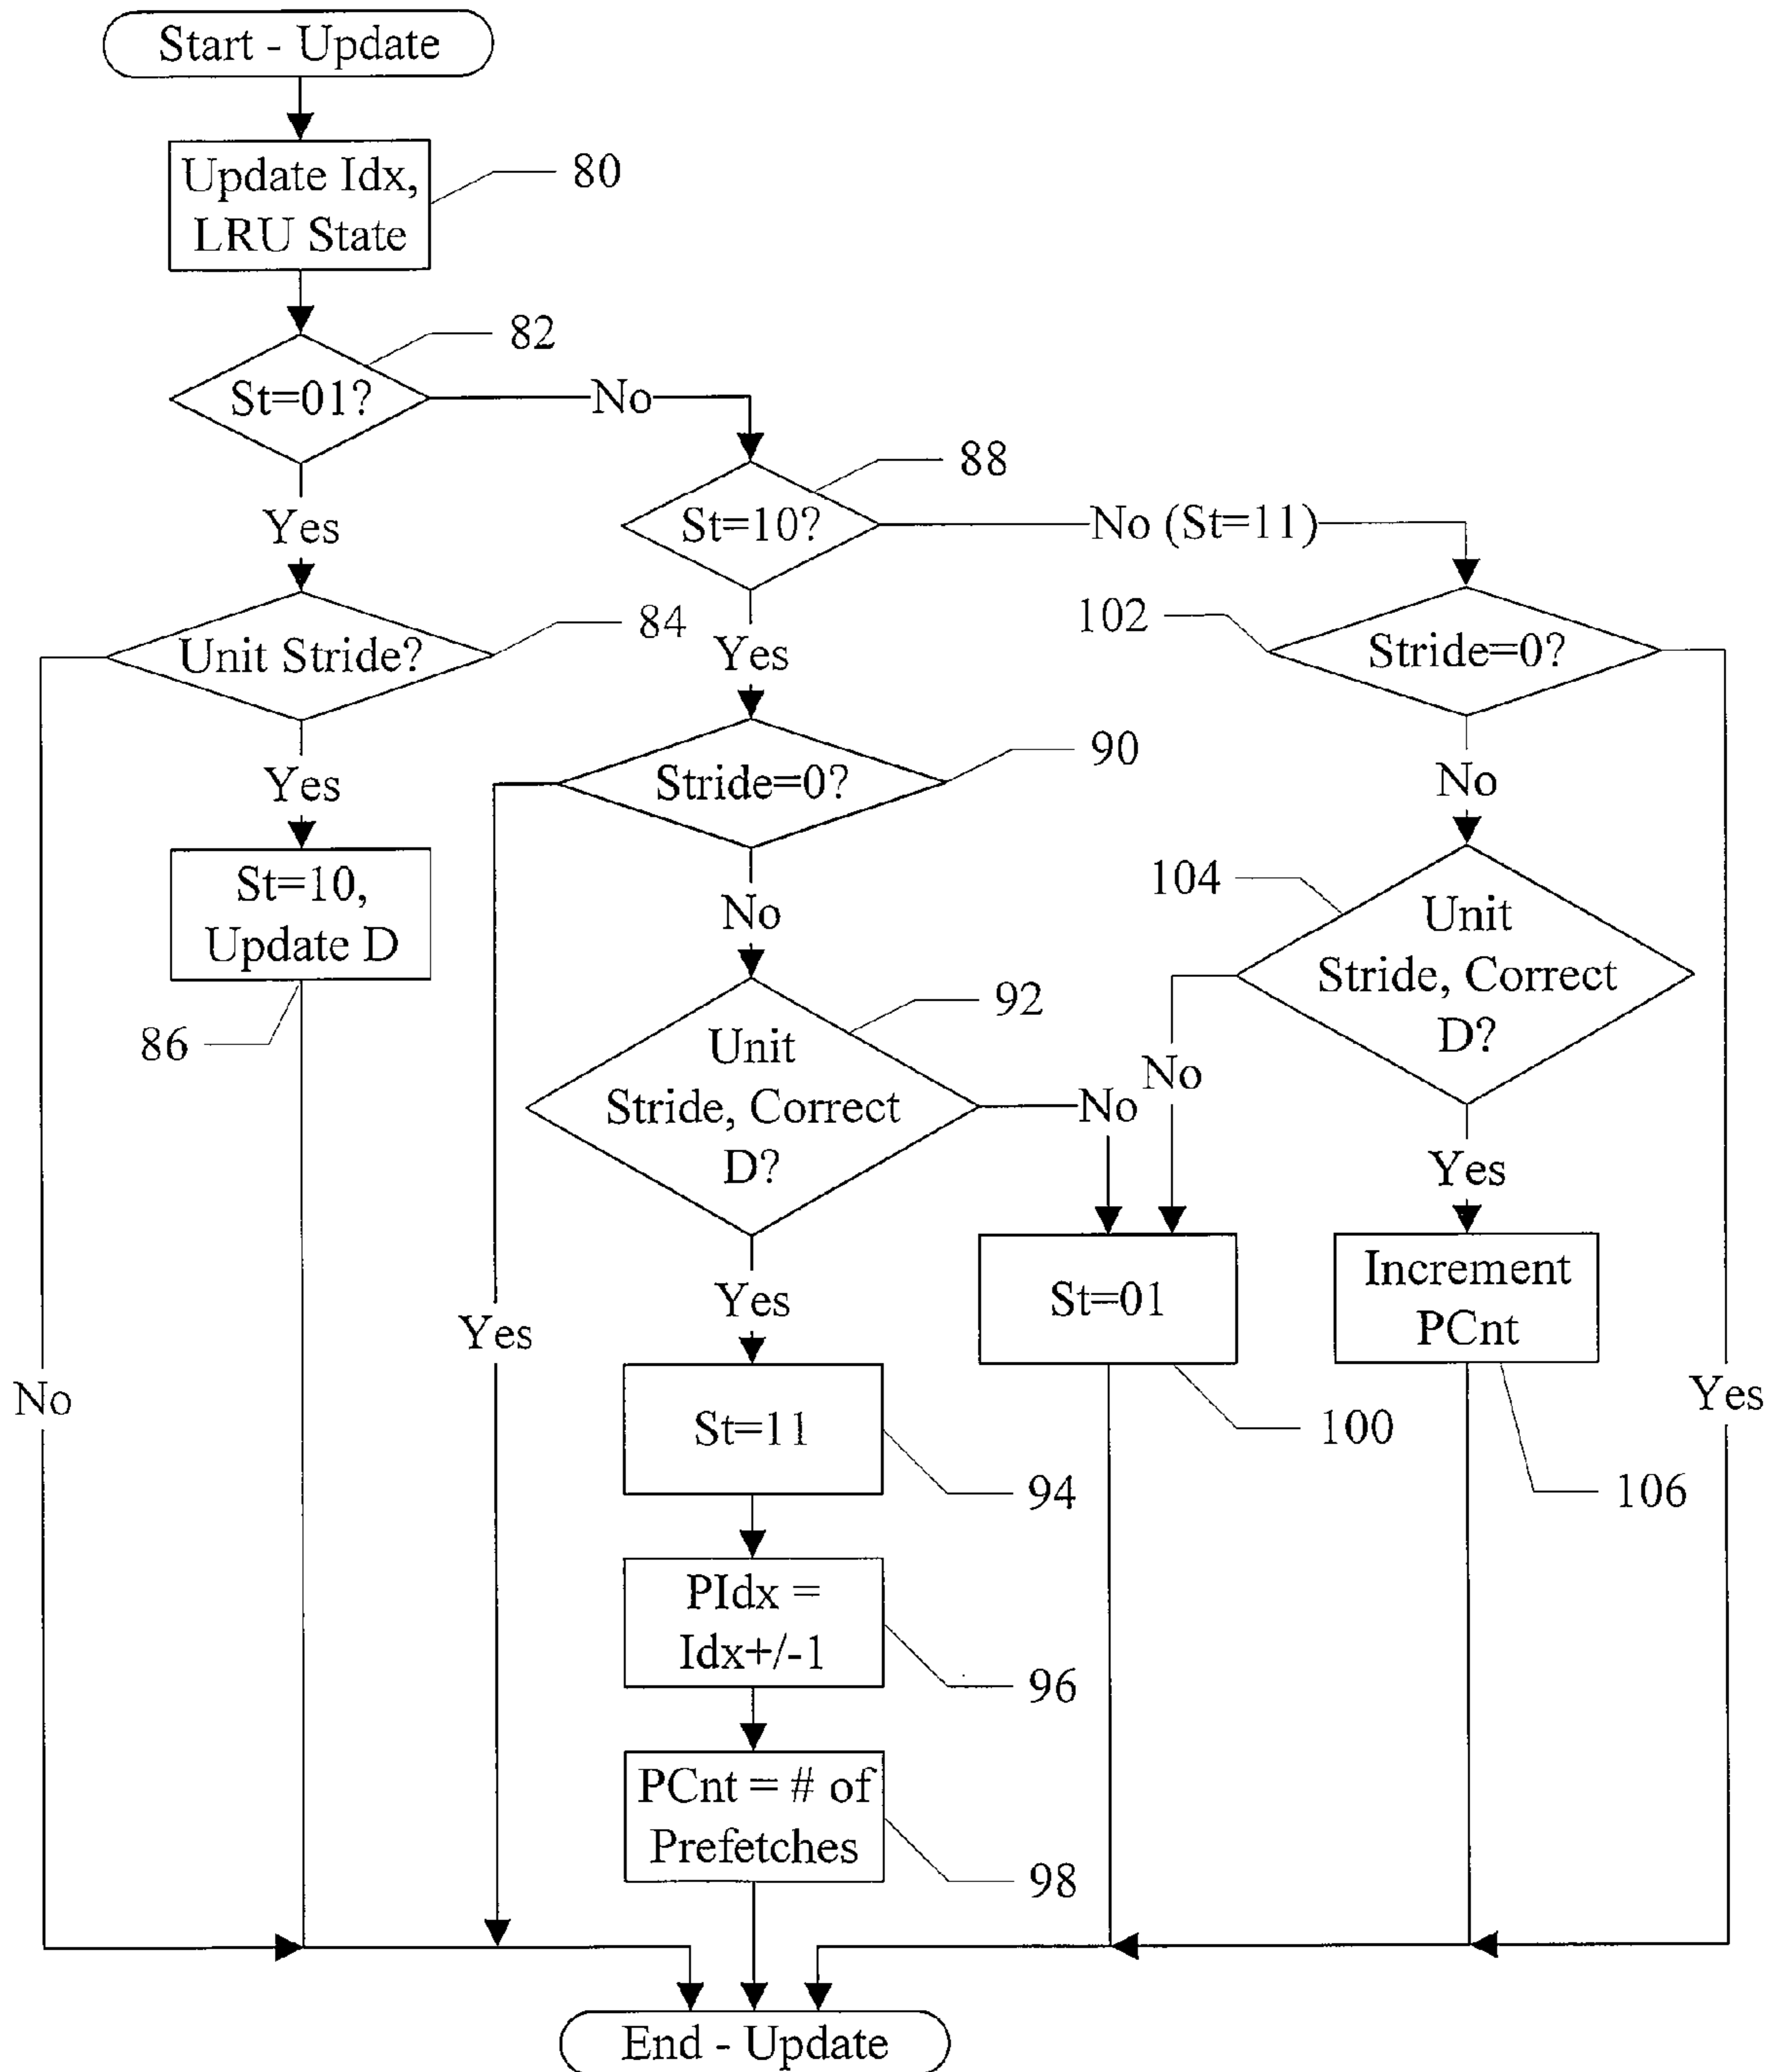 Start - Update
Update Idx,
LRU State
80
St=01?
82
No
88
Yes
St=10?
No (St=11)
Unit Stride?
84
Yes
102
Stride=0?
Yes
Stride=0?
90
No
St=10,
Update D
86
No
104
Unit
Stride, Correct
D?
92
Unit
Stride, Correct
D?
No
No
Yes
Yes
St=01
Increment
PCnt
Yes
No
Yes
St=11
100
94
106
PIdx =
Idx+/-1
96
PCnt = # of
Prefetches
98
End - Update